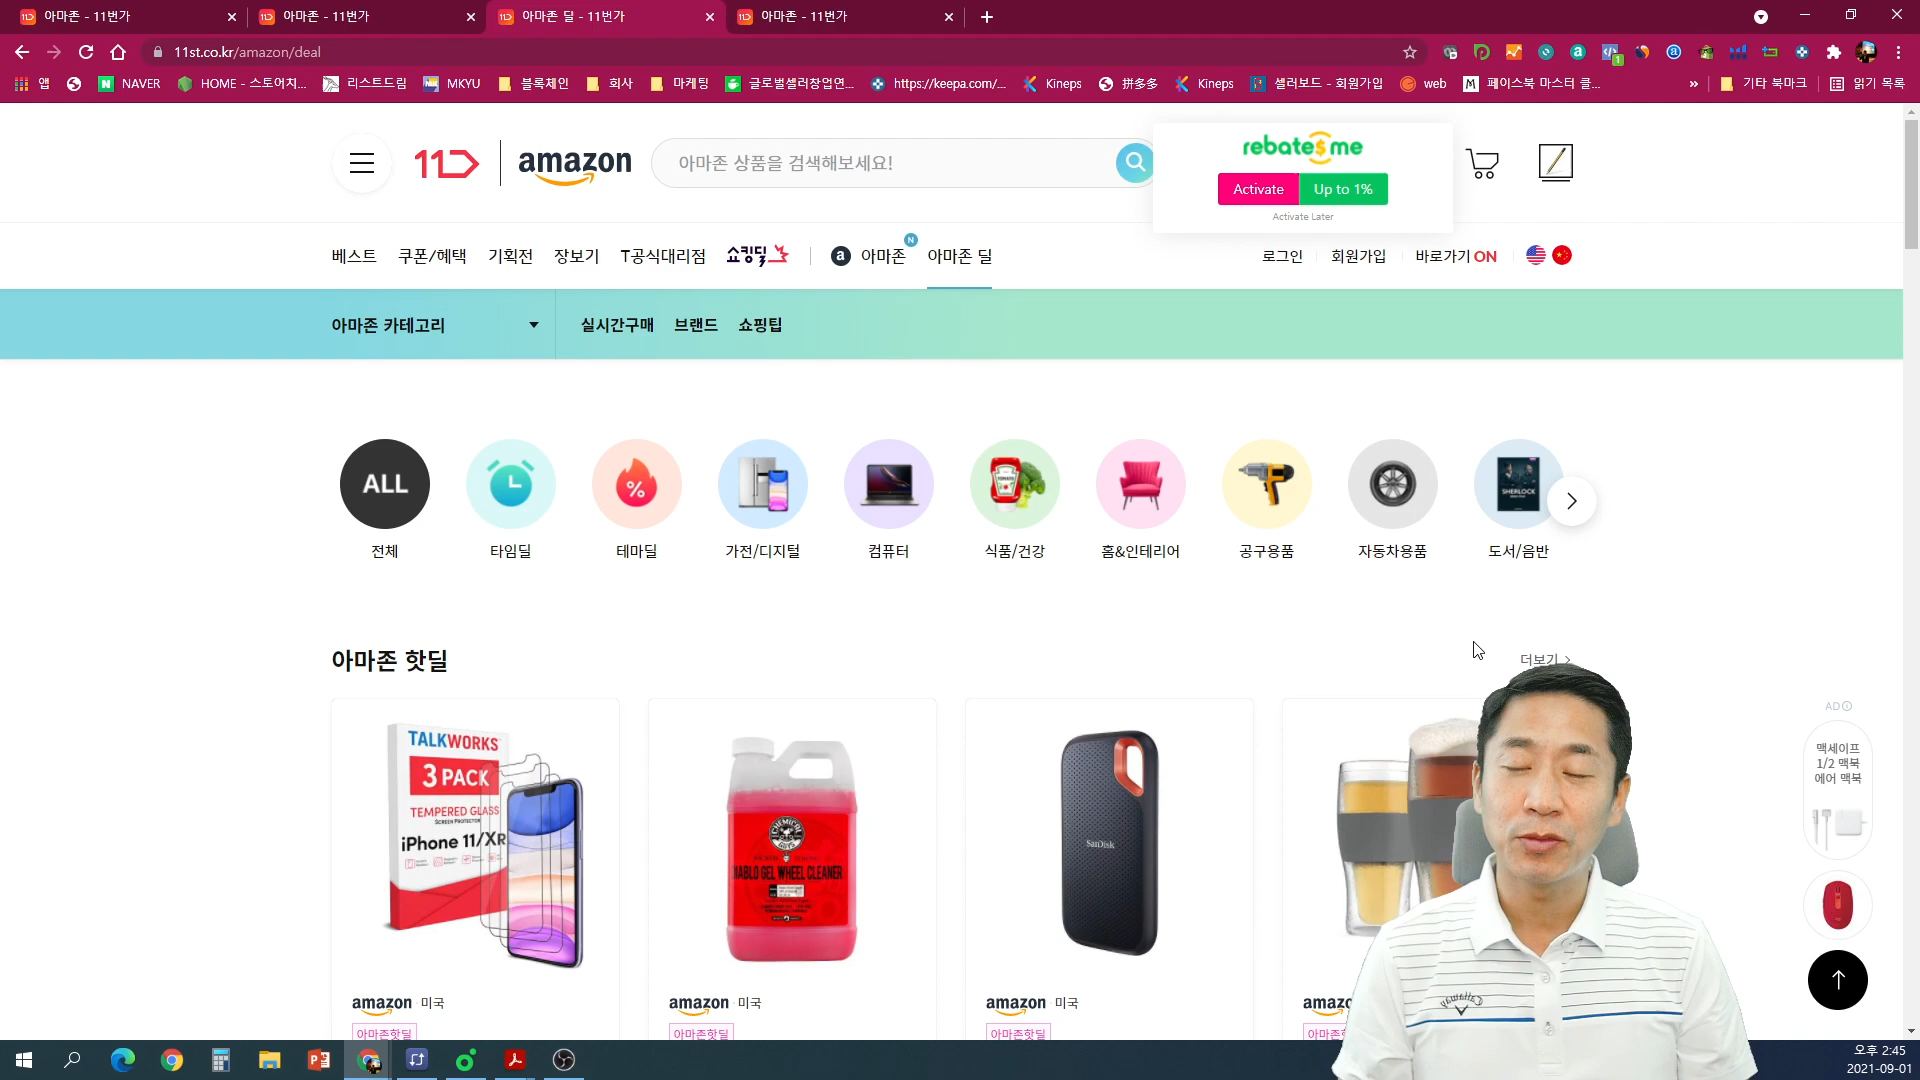 아마존 - 11번가
아마존 - 11번가
아마존 딜 - 11번가
아마존 - 11번가
11st.co.kr/amazon/deal
앱
NAVER
HOME - 스토어치...
리스트드림
MKYU
블록체인
회사
마케팅
글로벌셀러창업연...
https://keepa.com/...
Kineps
拼多多
Kineps
셀러보드 - 회원가입
web
페이스북 마스터 클...
»
기타 북마크
읽기 목록
11
amazon
아마존 상품을 검색해보세요!
rebatesme
Activate
Up to 1%
Activate Later
베스트
쿠폰/혜택
기획전
장보기
T공식대리점
쇼킹딜
아마존
N
아마존 딜
로그인
회원가입
바로가기 ON
아마존 카테고리
실시간구매
브랜드
쇼핑팁
ALL
SHERLOCK
전체
타임딜
테마딜
가전/디지털
컴퓨터
식품/건강
홈&인테리어
공구용품
자동차용품
도서/음반
아마존 핫딜
더보기
TALKWORKS
3 PACK
TEMPERED GLASS
SCREEN PROTECTOR
iPhone 11/XR
CHEMICAL GUYS
DIABLO GEL WHEEL CLEANER
SanDisk
AD
맥세이프
1/2 맥북
에어 맥북
amazon 미국
아마존핫딜
amazon 미국
아마존핫딜
amazon 미국
아마존핫딜
Callaway
오후 2:45
2021-09-01